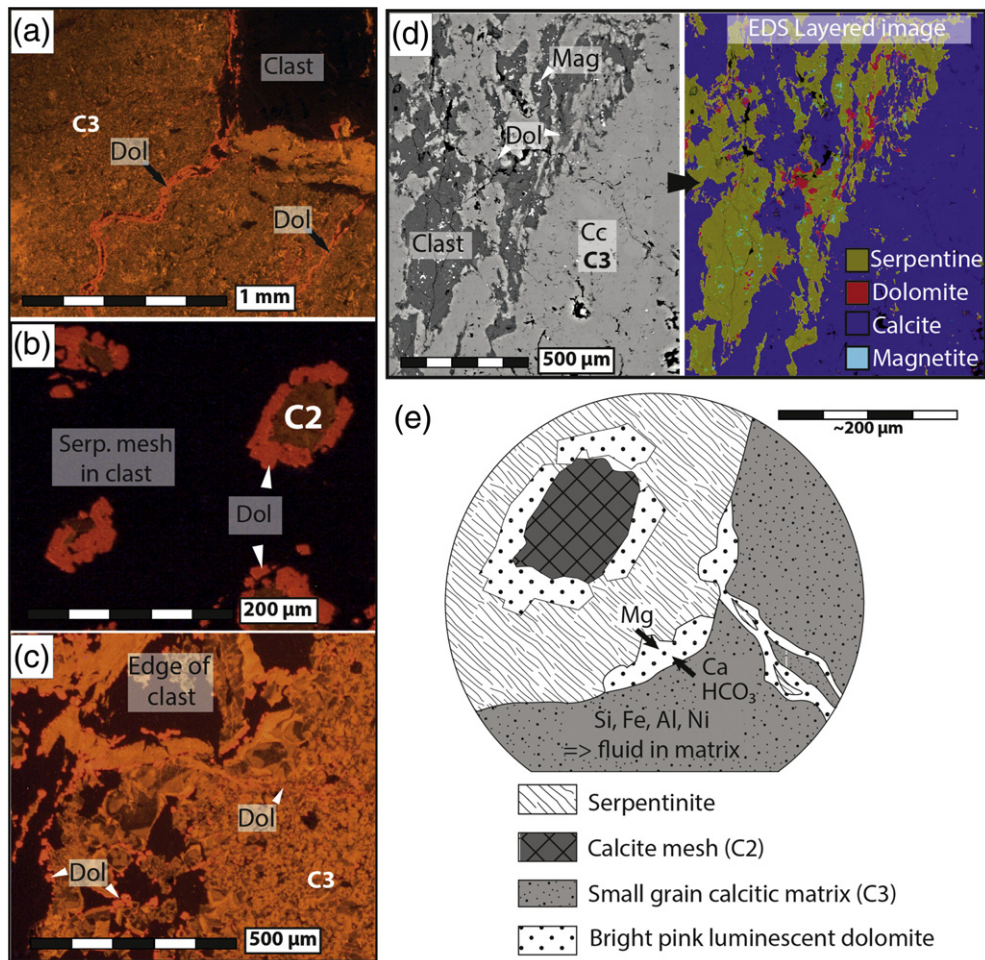 (a)
Clast
C3
Dol
Dol
1 mm
(b)
C2
Serp. mesh
in clast
Dol
200 µm
(c)
Edge of
clast
Dol
Dol
C3
500 µm
(d)
EDS Layered image
Mag
Dol
Clast
Cc
C3
500 µm
Serpentine
Dolomite
Calcite
Magnetite
(e)
~200 µm
Mg
Ca
HCO₃
Si, Fe, Al, Ni
=> fluid in matrix
Serpentinite
Calcite mesh (C2)
Small grain calcitic matrix (C3)
Bright pink luminescent dolomite